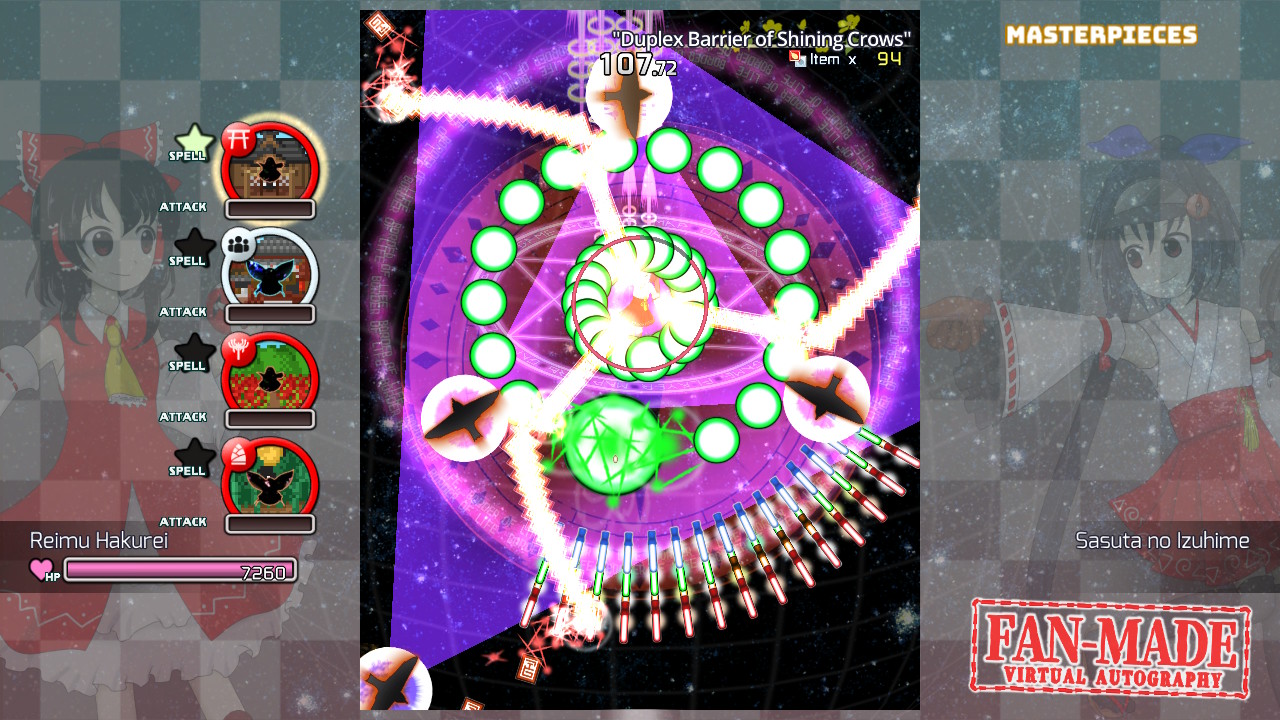 MASTERPIECES
"Duplex Barrier of Shining Crows"
107.72
Item x 94
SPELL
ATTACK
SPELL
ATTACK
SPELL
ATTACK
SPELL
ATTACK
Reimu Hakurei
HP 7260
Sasuta no Izuhime
FAN-MADE
VIRTUAL AUTOGRAPHY